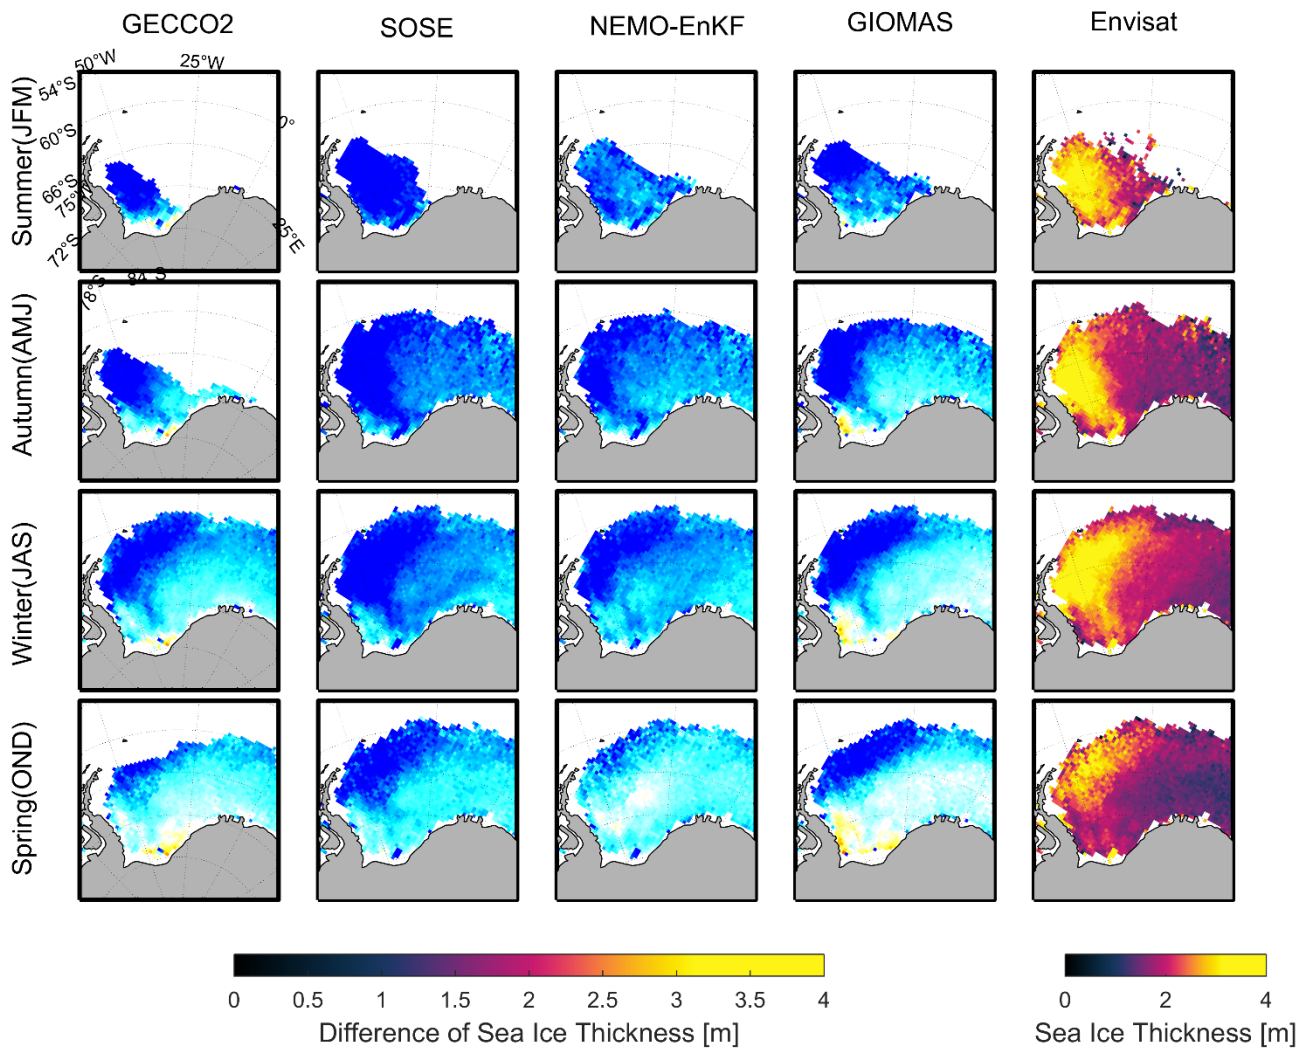 GECCO2 SOSE NEMO-EnKF GIOMAS Envisat
50°W 25°W
54°S
60°S 0°
66°S
75°W
72°S 25°E
78°S 84°S
Summer(JFM)
Autumn(AMJ)
Winter(JAS)
Spring(OND)
0 0.5 1 1.5 2 2.5 3 3.5 4
Difference of Sea Ice Thickness [m]
0 2 4
Sea Ice Thickness [m]